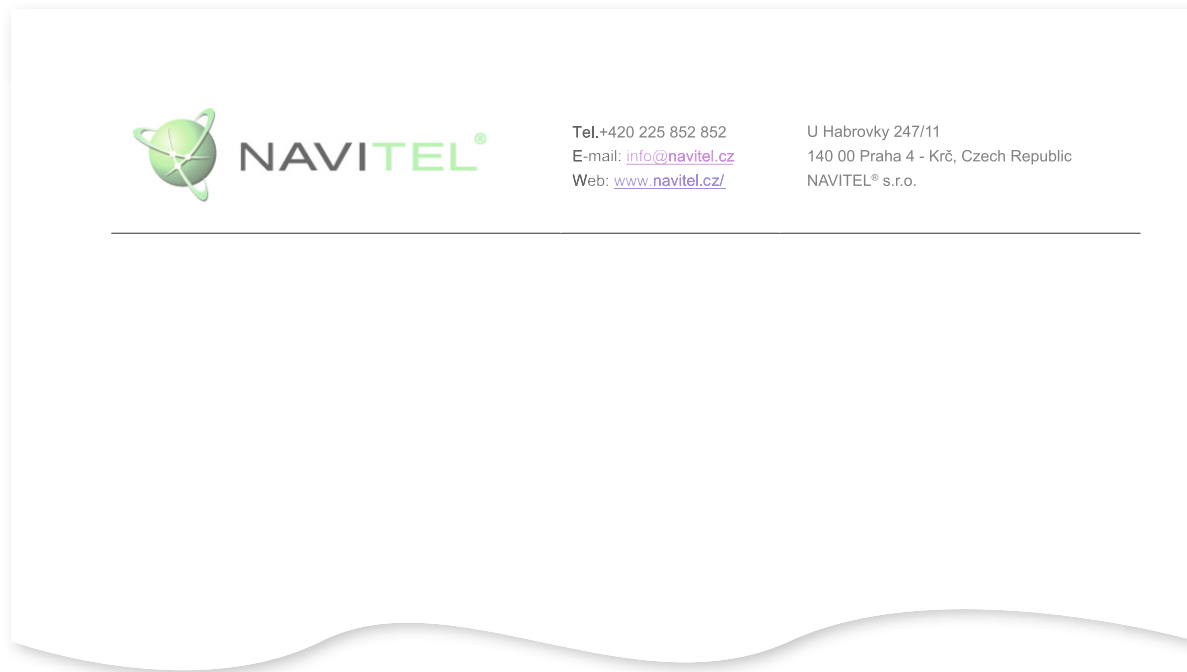 NAVITEL®
Tel.+420 225 852 852
E-mail: info@navitel.cz
Web: www.navitel.cz/
U Habrovky 247/11
140 00 Praha 4 - Krč, Czech Republic
NAVITEL® s.r.o.